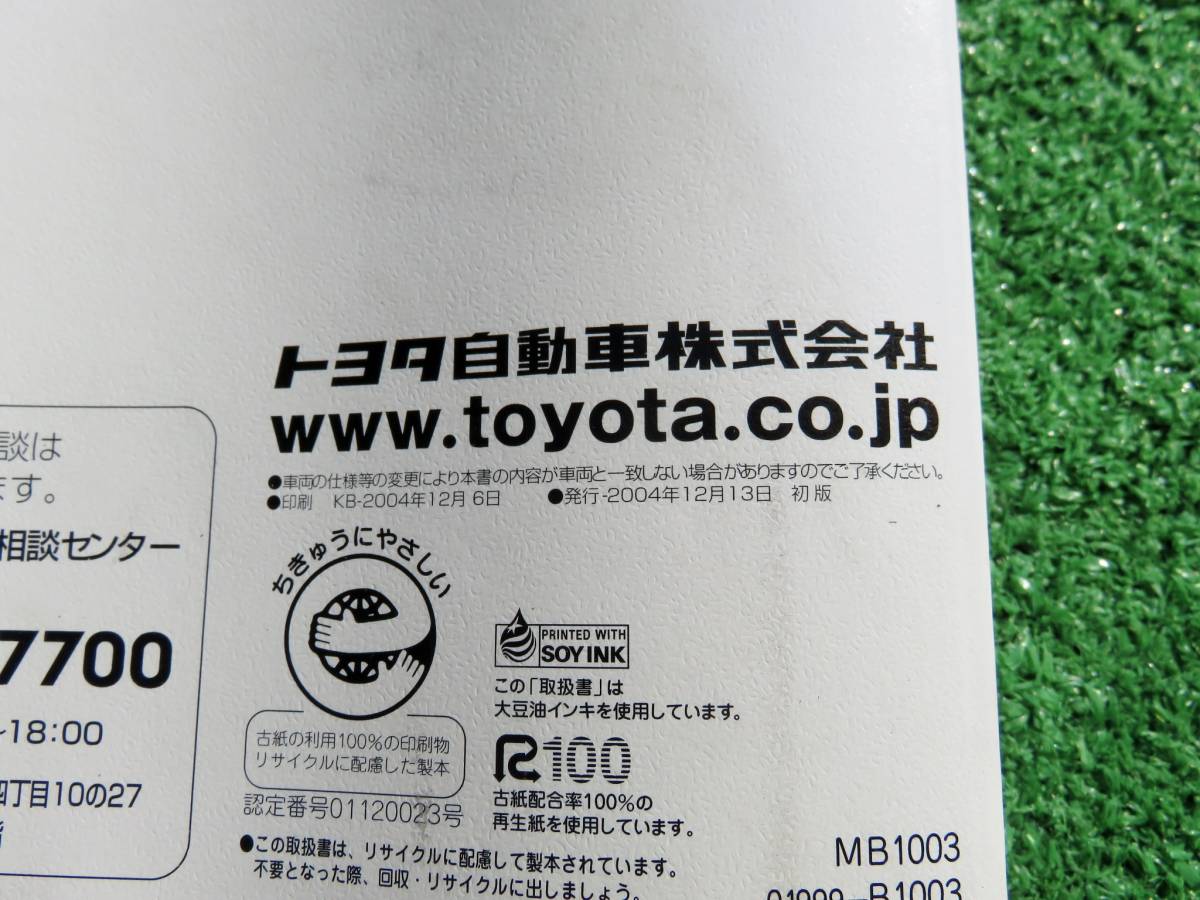 トヨタ自動車株式会社
www.toyota.co.jp
●車両の仕様等の変更により本書の内容が車両と一致しない場合がありますのでご了承ください。
●印刷 KB-2004年12月6日 ●発行-2004年12月13日 初版
談は
ます。
相談センター
7700
~18:00
四丁目10の27
ちきゅうにやさしい
古紙の利用100%の印刷物
リサイクルに配慮した製本
認定番号01120023号
PRINTED WITH
SOY INK
この「取扱書」は
大豆油インキを使用しています。
R100
古紙配合率100%の
再生紙を使用しています。
●この取扱書は、リサイクルに配慮して製本されています。
不要となった際、回収・リサイクルに出しましょう。
MB1003
01999-B1003